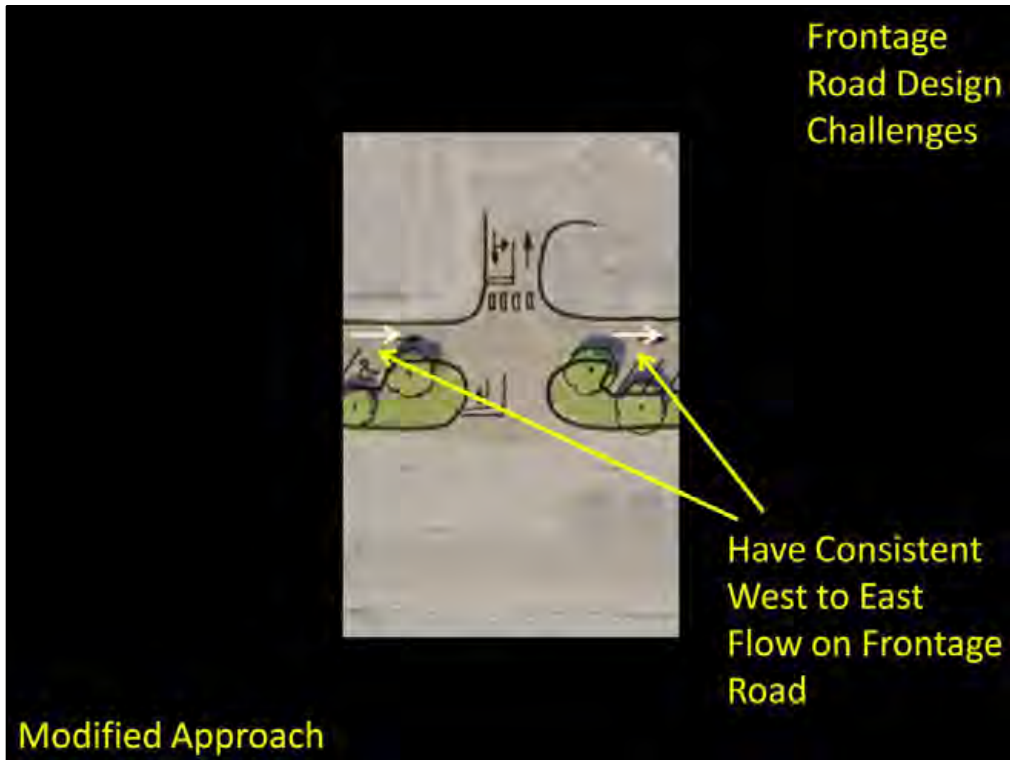 Frontage
Road Design
Challenges
Have Consistent
West to East
Flow on Frontage
Road
Modified Approach